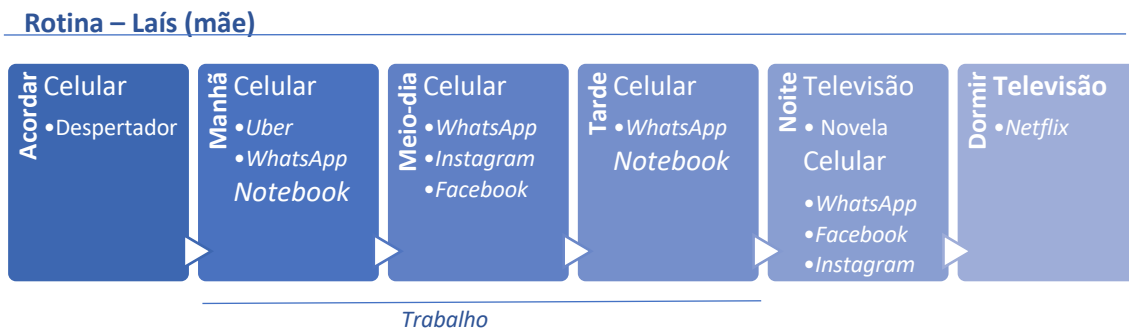 Rotina – Laís (mãe)
Acordar
Celular
•Despertador
Manhã
Celular
•Uber
•WhatsApp
Notebook
Meio-dia
Celular
•WhatsApp
•Instagram
•Facebook
Tarde
Celular
•WhatsApp
Notebook
Noite
Televisão
• Novela
Celular
•WhatsApp
•Facebook
•Instagram
Dormir
Televisão
•Netflix
Trabalho